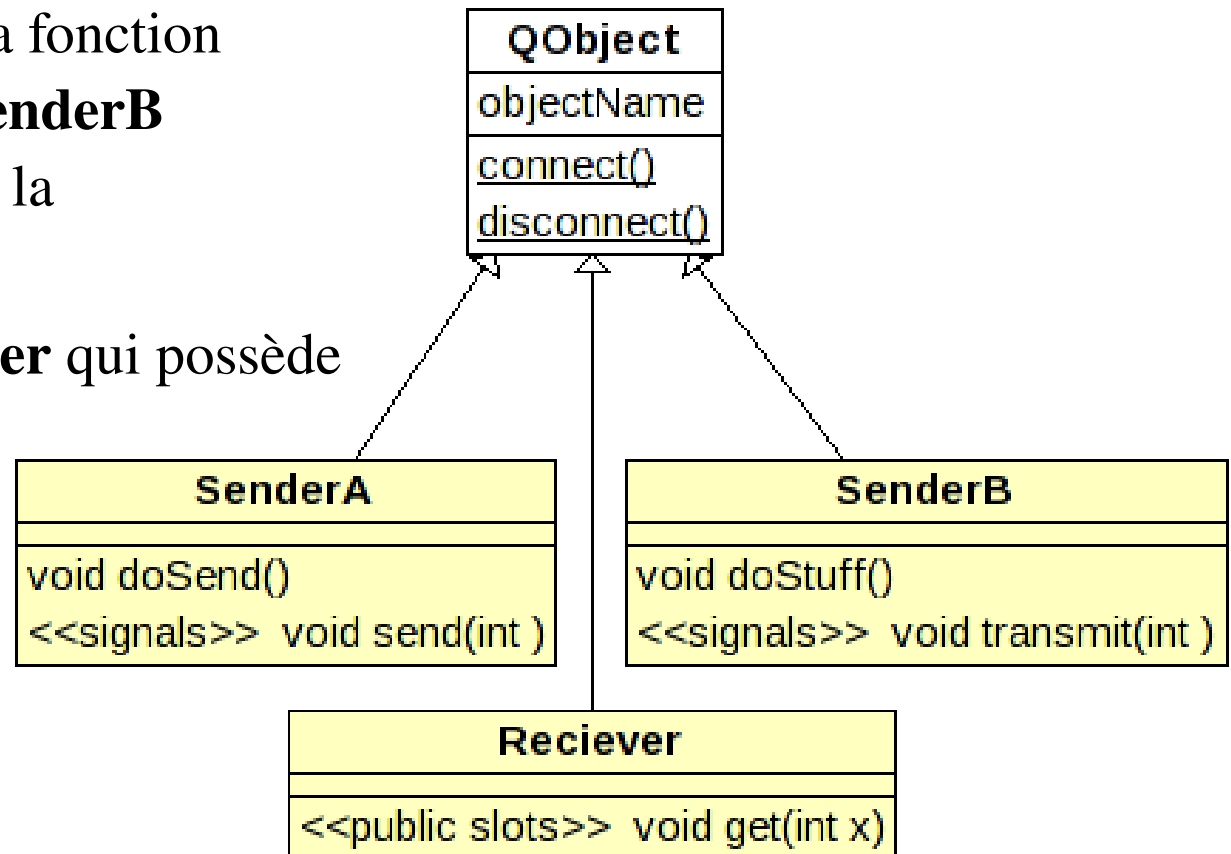 a fonction
enderB
la
er qui possède
QObject
objectName
connect()
disconnect()
SenderA
void doSend()
<<signals>> void send(int )
SenderB
void doStuff()
<<signals>> void transmit(int )
Reciever
<<public slots>> void get(int x)